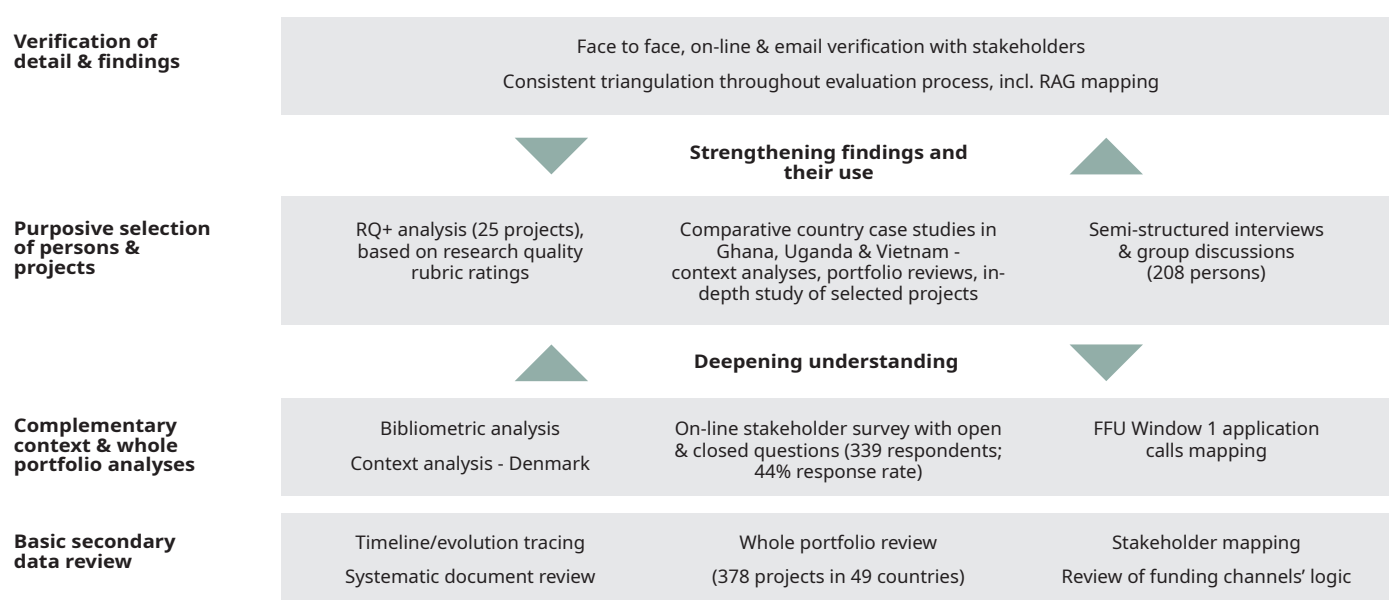 Verification of
detail & findings
Face to face, on-line & email verification with stakeholders
Consistent triangulation throughout evaluation process, incl. RAG mapping
Strengthening findings and
their use
Purposive selection
of persons &
projects
RQ+ analysis (25 projects),
based on research quality
rubric ratings
Comparative country case studies in
Ghana, Uganda & Vietnam -
context analyses, portfolio reviews, in-
depth study of selected projects
Semi-structured interviews
& group discussions
(208 persons)
Deepening understanding
Complementary
context & whole
portfolio analyses
Bibliometric analysis
Context analysis - Denmark
On-line stakeholder survey with open
& closed questions (339 respondents;
44% response rate)
FFU Window 1 application
calls mapping
Basic secondary
data review
Timeline/evolution tracing
Systematic document review
Whole portfolio review
(378 projects in 49 countries)
Stakeholder mapping
Review of funding channels’ logic